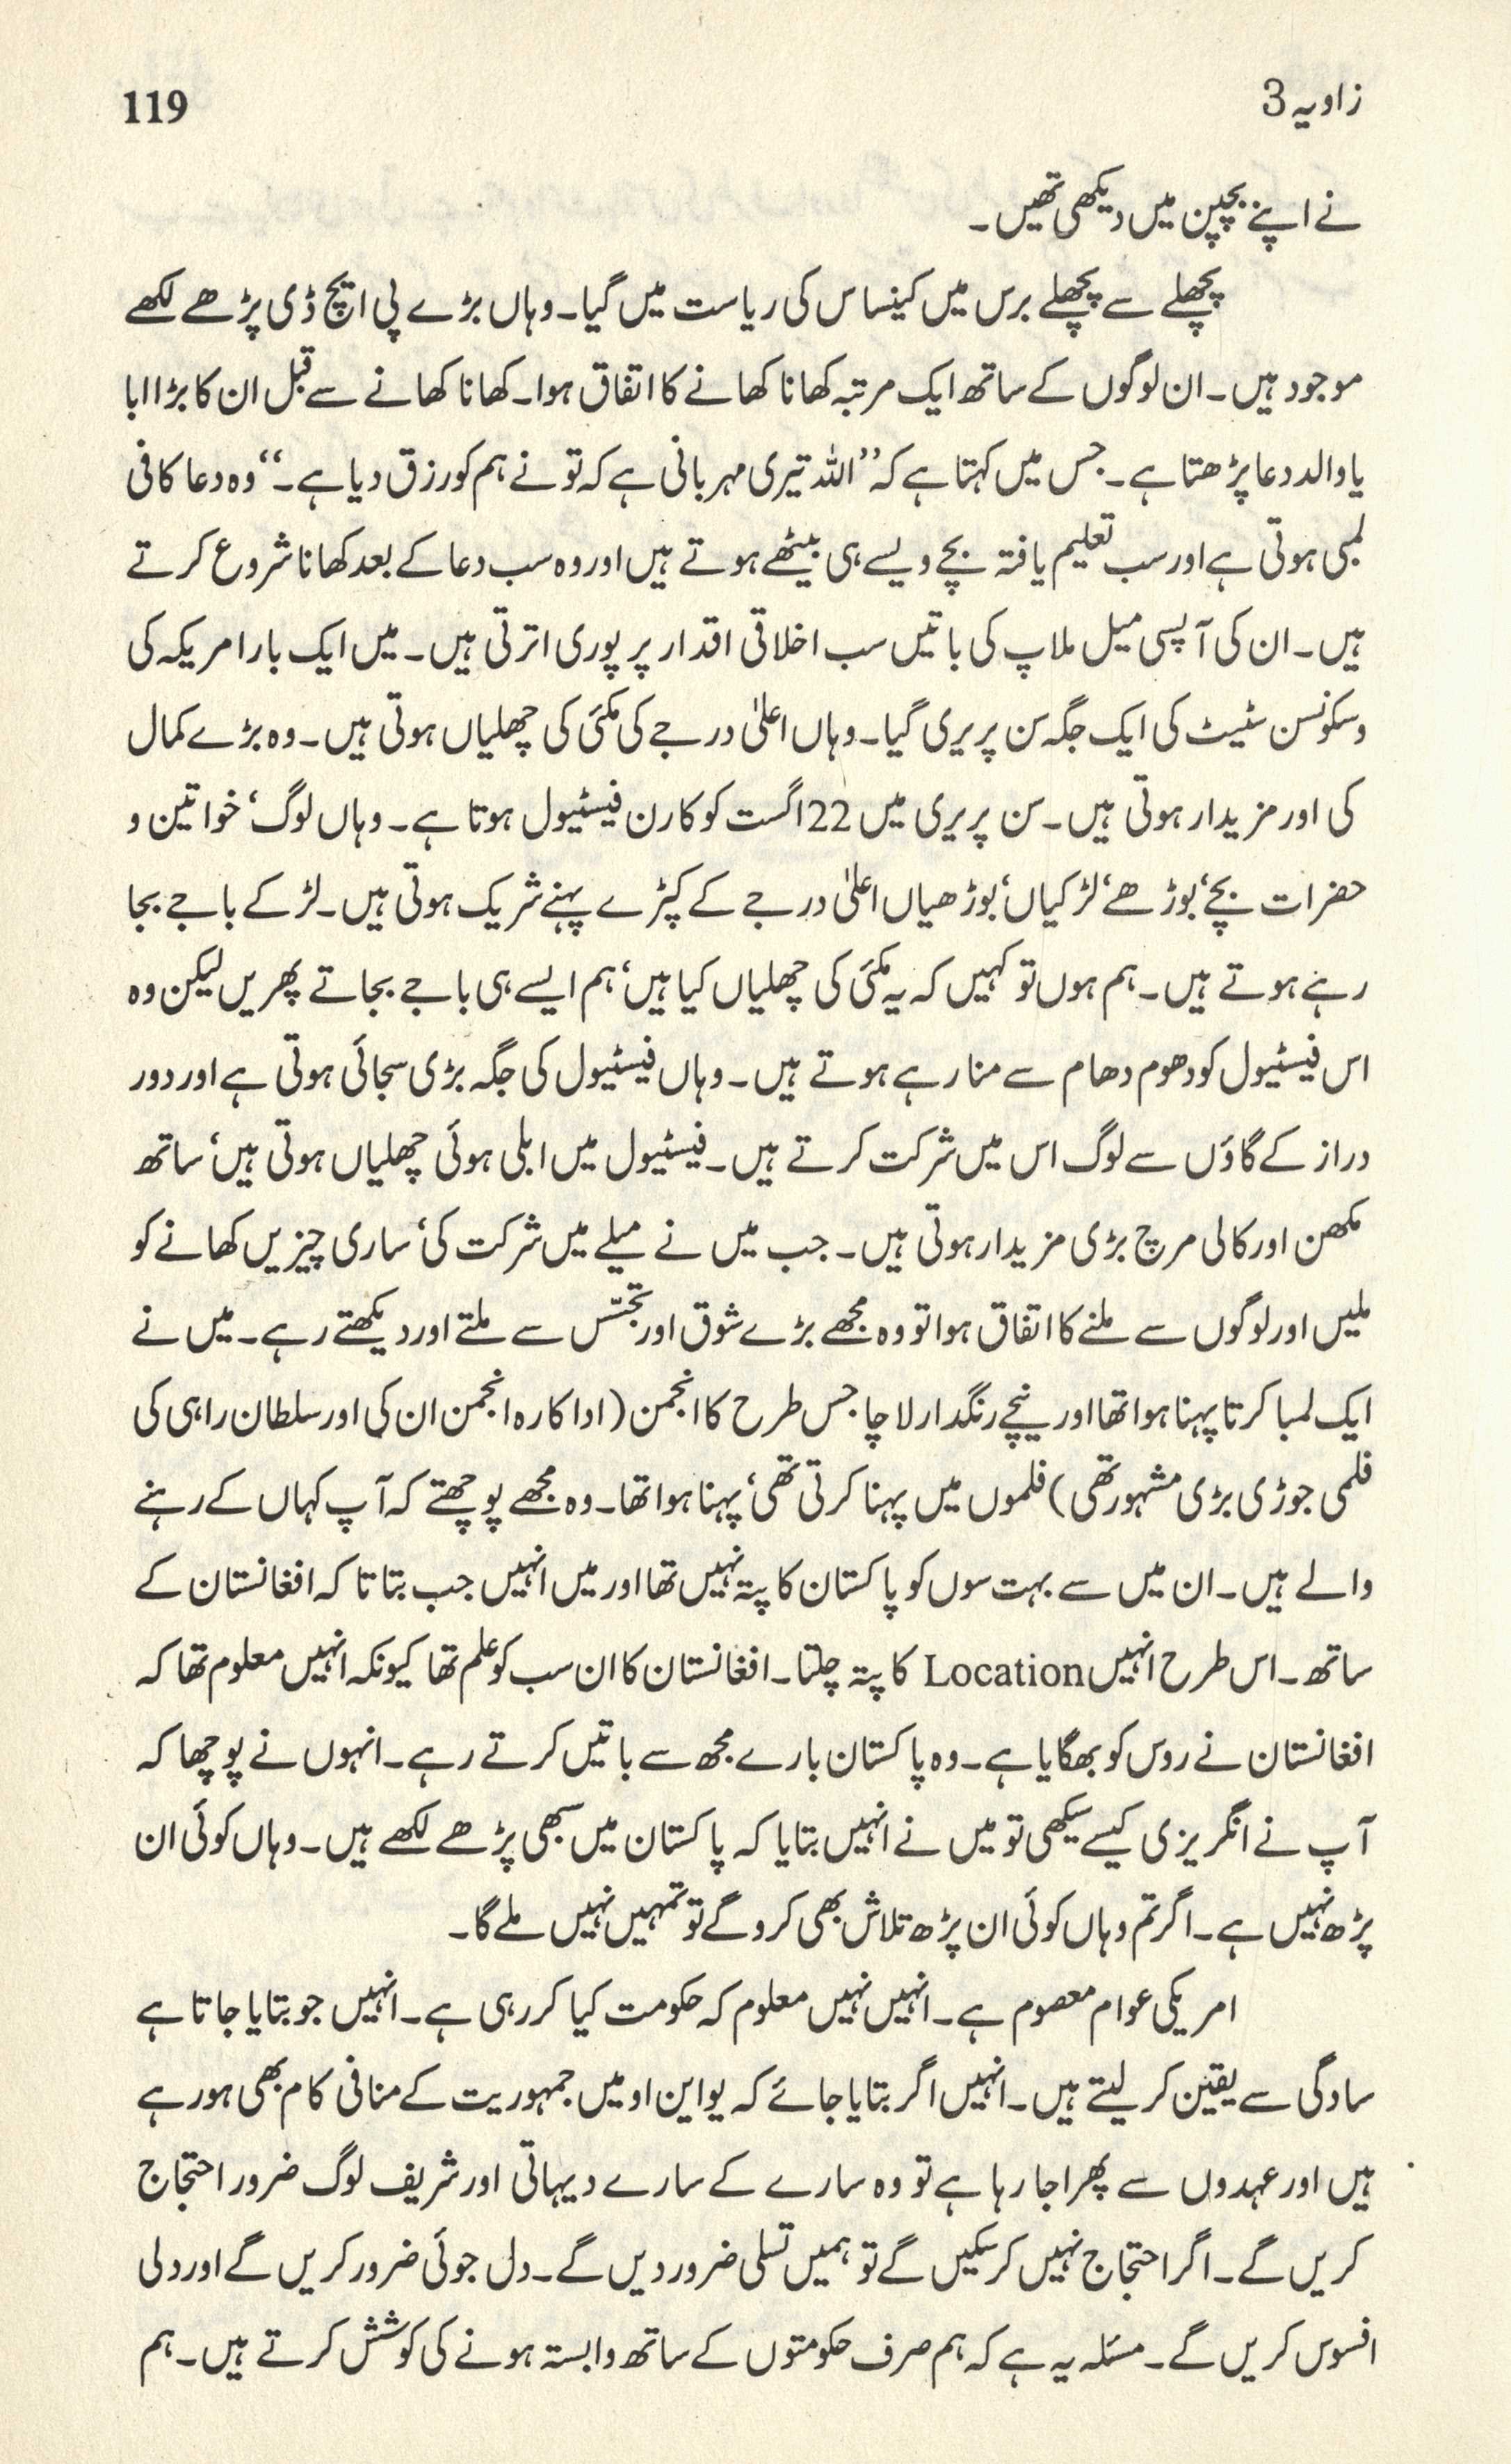 زاویہ 3
119
نے اپنے بچپن میں دیکھی تھیں۔
پچھلے سے پچھلے برس میں کینساس کی ریاست میں گیا۔ وہاں بڑے پی ایچ ڈی پڑھے لکھے
موجود ہیں۔ ان لوگوں کے ساتھ ایک مرتبہ کھانا کھانے کا اتفاق ہوا۔ کھانا کھانے سے قبل ان کا بڑا ابا
یا والد دعا پڑھتا ہے۔ جس میں کہتا ہے کہ ’’اللہ تیری مہربانی ہے کہ تو نے ہم کو رزق دیا ہے۔‘‘ وہ دعا کافی
لمبی ہوتی ہے اور سب تعلیم یافتہ بچے ویسے ہی بیٹھے ہوتے ہیں اور وہ سب دعا کے بعد کھانا شروع کرتے
ہیں۔ ان کی آپسی میل ملاپ کی باتیں سب اخلاقی اقدار پر پوری اترتی ہیں۔ میں ایک بار امریکہ کی
وسکونسن سٹیٹ کی ایک جگہ سن پریری گیا۔ وہاں اعلیٰ درجے کی مکئی کی چھلیاں ہوتی ہیں۔ وہ بڑے کمال
کی اور مزیدار ہوتی ہیں۔ سن پریری میں 22 اگست کو کارن فیسٹیول ہوتا ہے۔ وہاں لوگ‘ خواتین و
حضرات بچے‘ بوڑھے‘ لڑکیاں‘ بوڑھیاں اعلیٰ درجے کے کپڑے پہنے شریک ہوتی ہیں۔ لڑکے باجے بجا
رہے ہوتے ہیں۔ ہم ہوں تو کہیں کہ یہ مکئی کی چھلیاں کیا ہیں‘ ہم ایسے ہی باجے بجاتے پھریں لیکن وہ
اس فیسٹیول کو دھوم دھام سے منا رہے ہوتے ہیں۔ وہاں فیسٹیول کی جگہ بڑی سجائی ہوتی ہے اور دور
دراز کے گاؤں سے لوگ اس میں شرکت کرتے ہیں۔ فیسٹیول میں ابلی ہوئی چھلیاں ہوتی ہیں‘ ساتھ
مکھن اور کالی مرچ بڑی مزیدار ہوتی ہیں۔ جب میں نے میلے میں شرکت کی‘ ساری چیزیں کھانے کو
ملیں اور لوگوں سے ملنے کا اتفاق ہوا تو وہ مجھے بڑے شوق اور تجسّس سے ملتے اور دیکھتے رہے۔ میں نے
ایک لمبا کرتا پہنا ہوا تھا اور نیچے رنگدار لاچا جس طرح کا انجمن (اداکارہ انجمن ان کی اور سلطان راہی کی
فلمی جوڑی بڑی مشہور تھی) فلموں میں پہنا کرتی تھی‘ پہنا ہوا تھا۔ وہ مجھے پوچھتے کہ آپ کہاں کے رہنے
والے ہیں۔ ان میں سے بہت سوں کو پاکستان کا پتہ نہیں تھا اور میں انہیں جب بتاتا کہ افغانستان کے
ساتھ۔ اس طرح انہیں Location کا پتہ چلتا۔ افغانستان کا ان سب کو علم تھا کیونکہ انہیں معلوم تھا کہ
افغانستان نے روس کو بھگایا ہے۔ وہ پاکستان بارے مجھ سے باتیں کرتے رہے۔ انہوں نے پوچھا کہ
آپ نے انگریزی کیسے سیکھی تو میں نے انہیں بتایا کہ پاکستان میں سبھی پڑھے لکھے ہیں۔ وہاں کوئی ان
پڑھ نہیں ہے۔ اگر تم وہاں کوئی ان پڑھ تلاش بھی کرو گے تو تمہیں نہیں ملے گا۔
امریکی عوام معصوم ہے۔ انہیں نہیں معلوم کہ حکومت کیا کر رہی ہے۔ انہیں جو بتایا جاتا ہے
سادگی سے یقین کر لیتے ہیں۔ انہیں اگر بتایا جائے کہ یو این او میں جمہوریت کے منافی کام بھی ہو رہے
ہیں اور عہدوں سے پھرا جا رہا ہے تو وہ سارے کے سارے دیہاتی اور شریف لوگ ضرور احتجاج
کریں گے۔ اگر احتجاج نہیں کر سکیں گے تو ہمیں تسلی ضرور دیں گے۔ دل جوئی ضرور کریں گے اور دلی
افسوس کریں گے۔ مسئلہ یہ ہے کہ ہم صرف حکومتوں کے ساتھ وابستہ ہونے کی کوشش کرتے ہیں۔ ہم